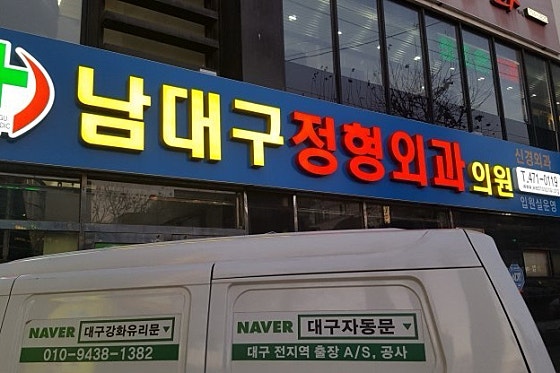 남대구정형외과의원
신경외과
T.471-0119
입원실운영
NAVER 대구강화유리문
010-9438-1382
NAVER 대구자동문
대구 전지역 출장 A/S, 공사